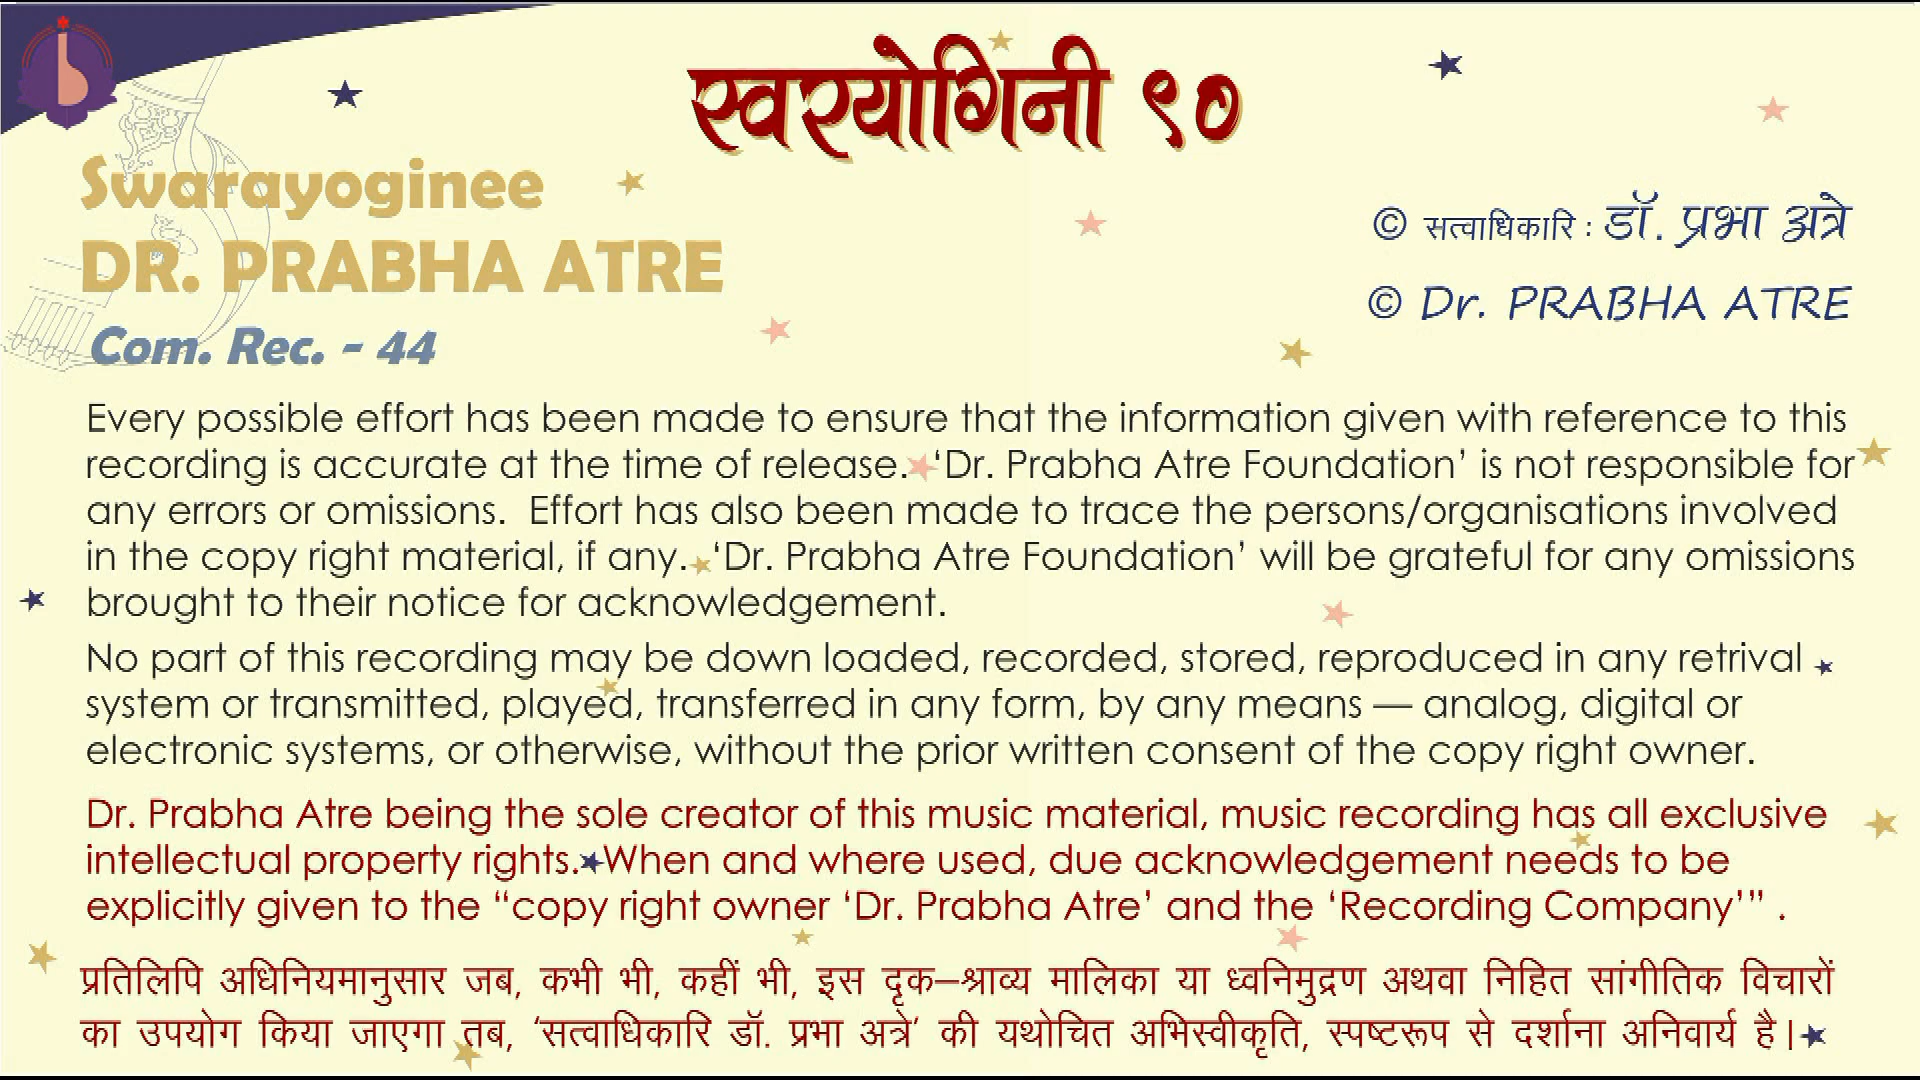 स्वरयोगिनी ९०
Swarayoginee
DR. PRABHA ATRE
Com. Rec. - 44
© सत्वाधिकारि : डॉ. प्रभा अत्रे
© Dr. PRABHA ATRE
Every possible effort has been made to ensure that the information given with reference to this
recording is accurate at the time of release. ‘Dr. Prabha Atre Foundation’ is not responsible for
any errors or omissions. Effort has also been made to trace the persons/organisations involved
in the copy right material, if any. ‘Dr. Prabha Atre Foundation’ will be grateful for any omissions
brought to their notice for acknowledgement.
No part of this recording may be down loaded, recorded, stored, reproduced in any retrival
system or transmitted, played, transferred in any form, by any means — analog, digital or
electronic systems, or otherwise, without the prior written consent of the copy right owner.
Dr. Prabha Atre being the sole creator of this music material, music recording has all exclusive
intellectual property rights. When and where used, due acknowledgement needs to be
explicitly given to the “copy right owner ‘Dr. Prabha Atre’ and the ‘Recording Company’” .
प्रतिलिपि अधिनियमानुसार जब, कभी भी, कहीं भी, इस दृक–श्राव्य मालिका या ध्वनिमुद्रण अथवा निहित सांगीतिक विचारों
का उपयोग किया जाएगा तब, ‘सत्वाधिकारि डॉ. प्रभा अत्रे’ की यथोचित अभिस्वीकृति, स्पष्टरूप से दर्शाना अनिवार्य है।